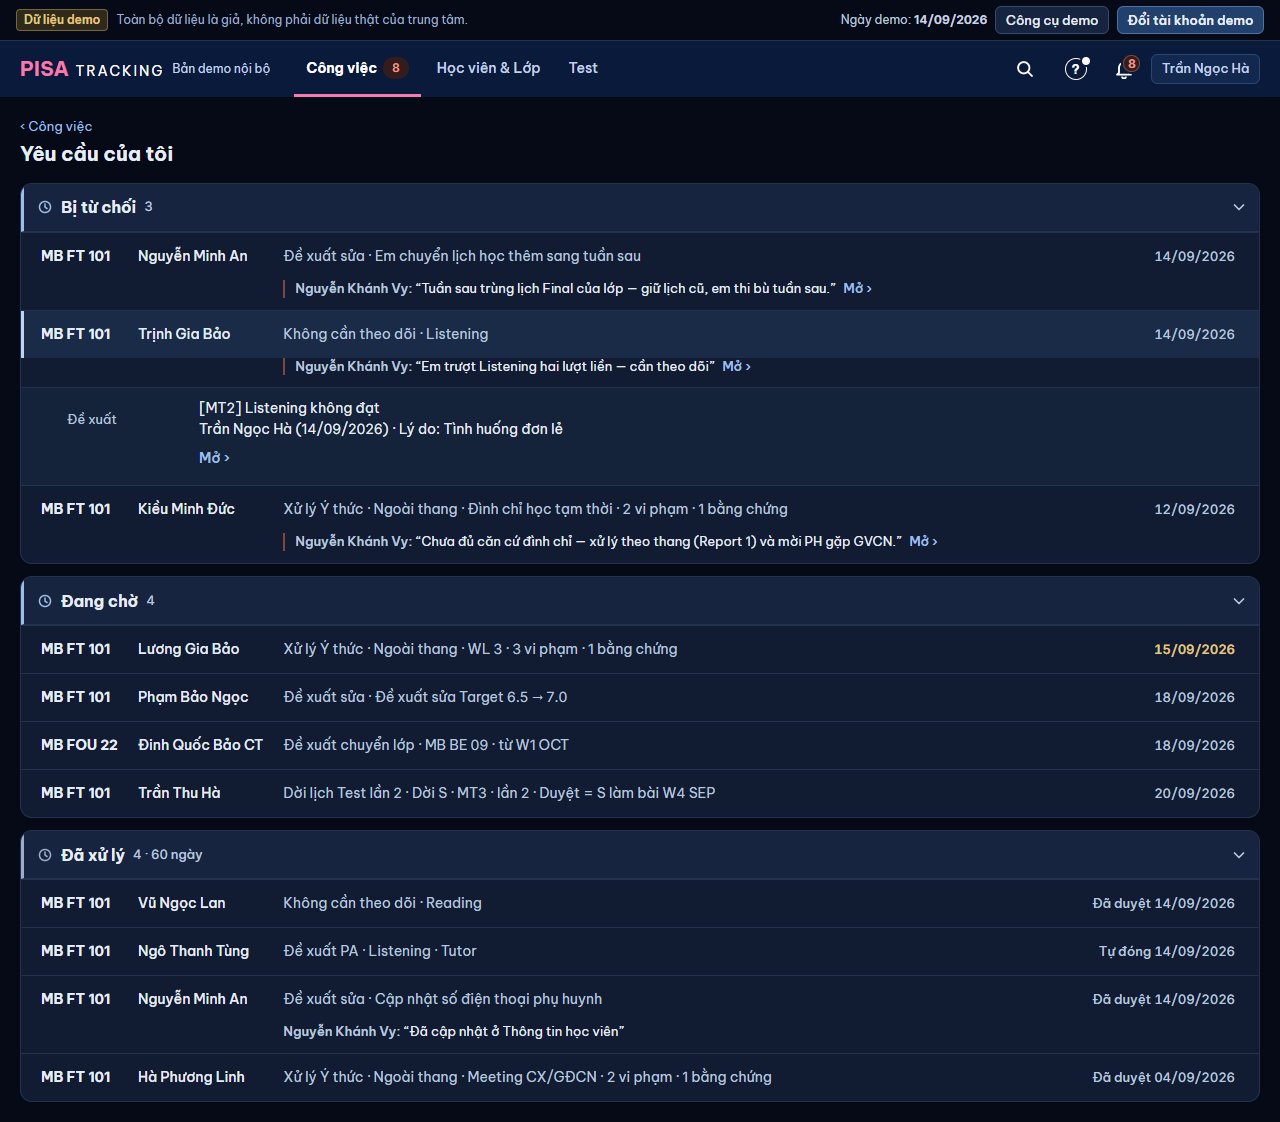 Dữ liệu demo Toàn bộ dữ liệu là giả, không phải dữ liệu thật của trung tâm. Ngày demo: 14/09/2026 Công cụ demo Đổi tài khoản demo
PISA TRACKING Bản demo nội bộ Công việc 8 Học viên & Lớp Test ? 8 Trần Ngọc Hà
‹ Công việc
Yêu cầu của tôi
Bị từ chối 3
MB FT 101 Nguyễn Minh An Đề xuất sửa · Em chuyển lịch học thêm sang tuần sau 14/09/2026
Nguyễn Khánh Vy: “Tuần sau trùng lịch Final của lớp — giữ lịch cũ, em thi bù tuần sau.” Mở ›
MB FT 101 Trịnh Gia Bảo Không cần theo dõi · Listening 14/09/2026
Nguyễn Khánh Vy: “Em trượt Listening hai lượt liền — cần theo dõi” Mở ›
Đề xuất
[MT2] Listening không đạt
Trần Ngọc Hà (14/09/2026) · Lý do: Tình huống đơn lẻ
Mở ›
MB FT 101 Kiều Minh Đức Xử lý Ý thức · Ngoài thang · Đình chỉ học tạm thời · 2 vi phạm · 1 bằng chứng 12/09/2026
Nguyễn Khánh Vy: “Chưa đủ căn cứ đình chỉ — xử lý theo thang (Report 1) và mời PH gặp GVCN.” Mở ›
Đang chờ 4
MB FT 101 Lương Gia Bảo Xử lý Ý thức · Ngoài thang · WL 3 · 3 vi phạm · 1 bằng chứng 15/09/2026
MB FT 101 Phạm Bảo Ngọc Đề xuất sửa · Đề xuất sửa Target 6.5 → 7.0 18/09/2026
MB FOU 22 Đinh Quốc Bảo CT Đề xuất chuyển lớp · MB BE 09 · từ W1 OCT 18/09/2026
MB FT 101 Trần Thu Hà Dời lịch Test lần 2 · Dời S · MT3 · lần 2 · Duyệt = S làm bài W4 SEP 20/09/2026
Đã xử lý 4 · 60 ngày
MB FT 101 Vũ Ngọc Lan Không cần theo dõi · Reading Đã duyệt 14/09/2026
MB FT 101 Ngô Thanh Tùng Đề xuất PA · Listening · Tutor Tự đóng 14/09/2026
MB FT 101 Nguyễn Minh An Đề xuất sửa · Cập nhật số điện thoại phụ huynh Đã duyệt 14/09/2026
Nguyễn Khánh Vy: “Đã cập nhật ở Thông tin học viên”
MB FT 101 Hà Phương Linh Xử lý Ý thức · Ngoài thang · Meeting CX/GĐCN · 2 vi phạm · 1 bằng chứng Đã duyệt 04/09/2026